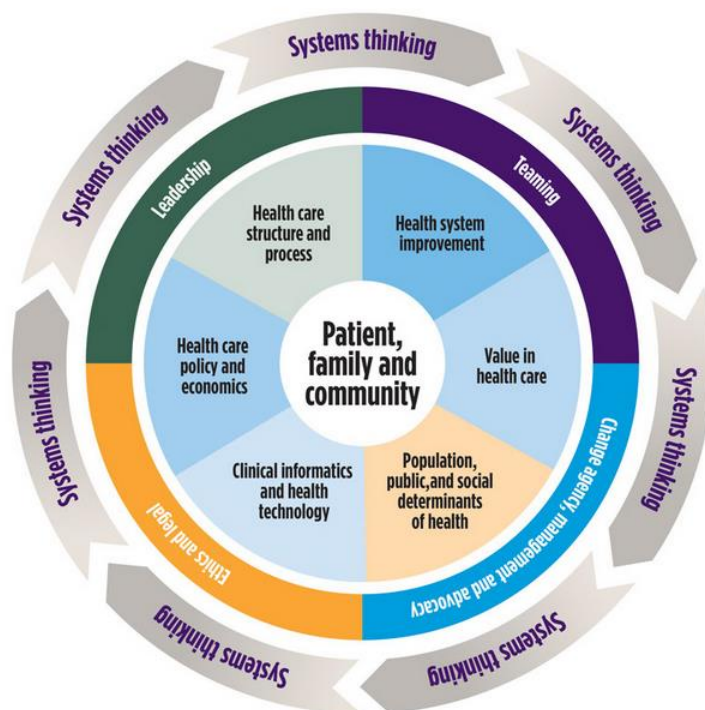 Systems thinking
Systems thinking
Systems thinking
Systems thinking
Systems thinking
Systems thinking
Systems thinking
Leadership
Teaming
Change agency, management and advocacy
Ethics and legal
Health care
structure and
process
Health system
improvement
Value in
health care
Population,
public,and social
determinants
of health
Clinical informatics
and health
technology
Health care
policy and
economics
Patient,
family and
community